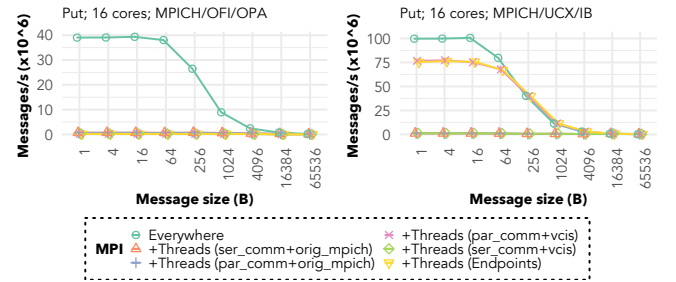 Put; 16 cores; MPICH/OFI/OPA
Messages/s (x10^6)
40
30
20
10
0
1
4
16
64
256
1024
4096
16384
65536
Message size (B)
Put; 16 cores; MPICH/UCX/IB
Messages/s (x10^6)
100
75
50
25
0
1
4
16
64
256
1024
4096
16384
65536
Message size (B)
MPI
Everywhere
+Threads (ser_comm+orig_mpich)
+Threads (par_comm+orig_mpich)
+Threads (par_comm+vcis)
+Threads (ser_comm+vcis)
+Threads (Endpoints)